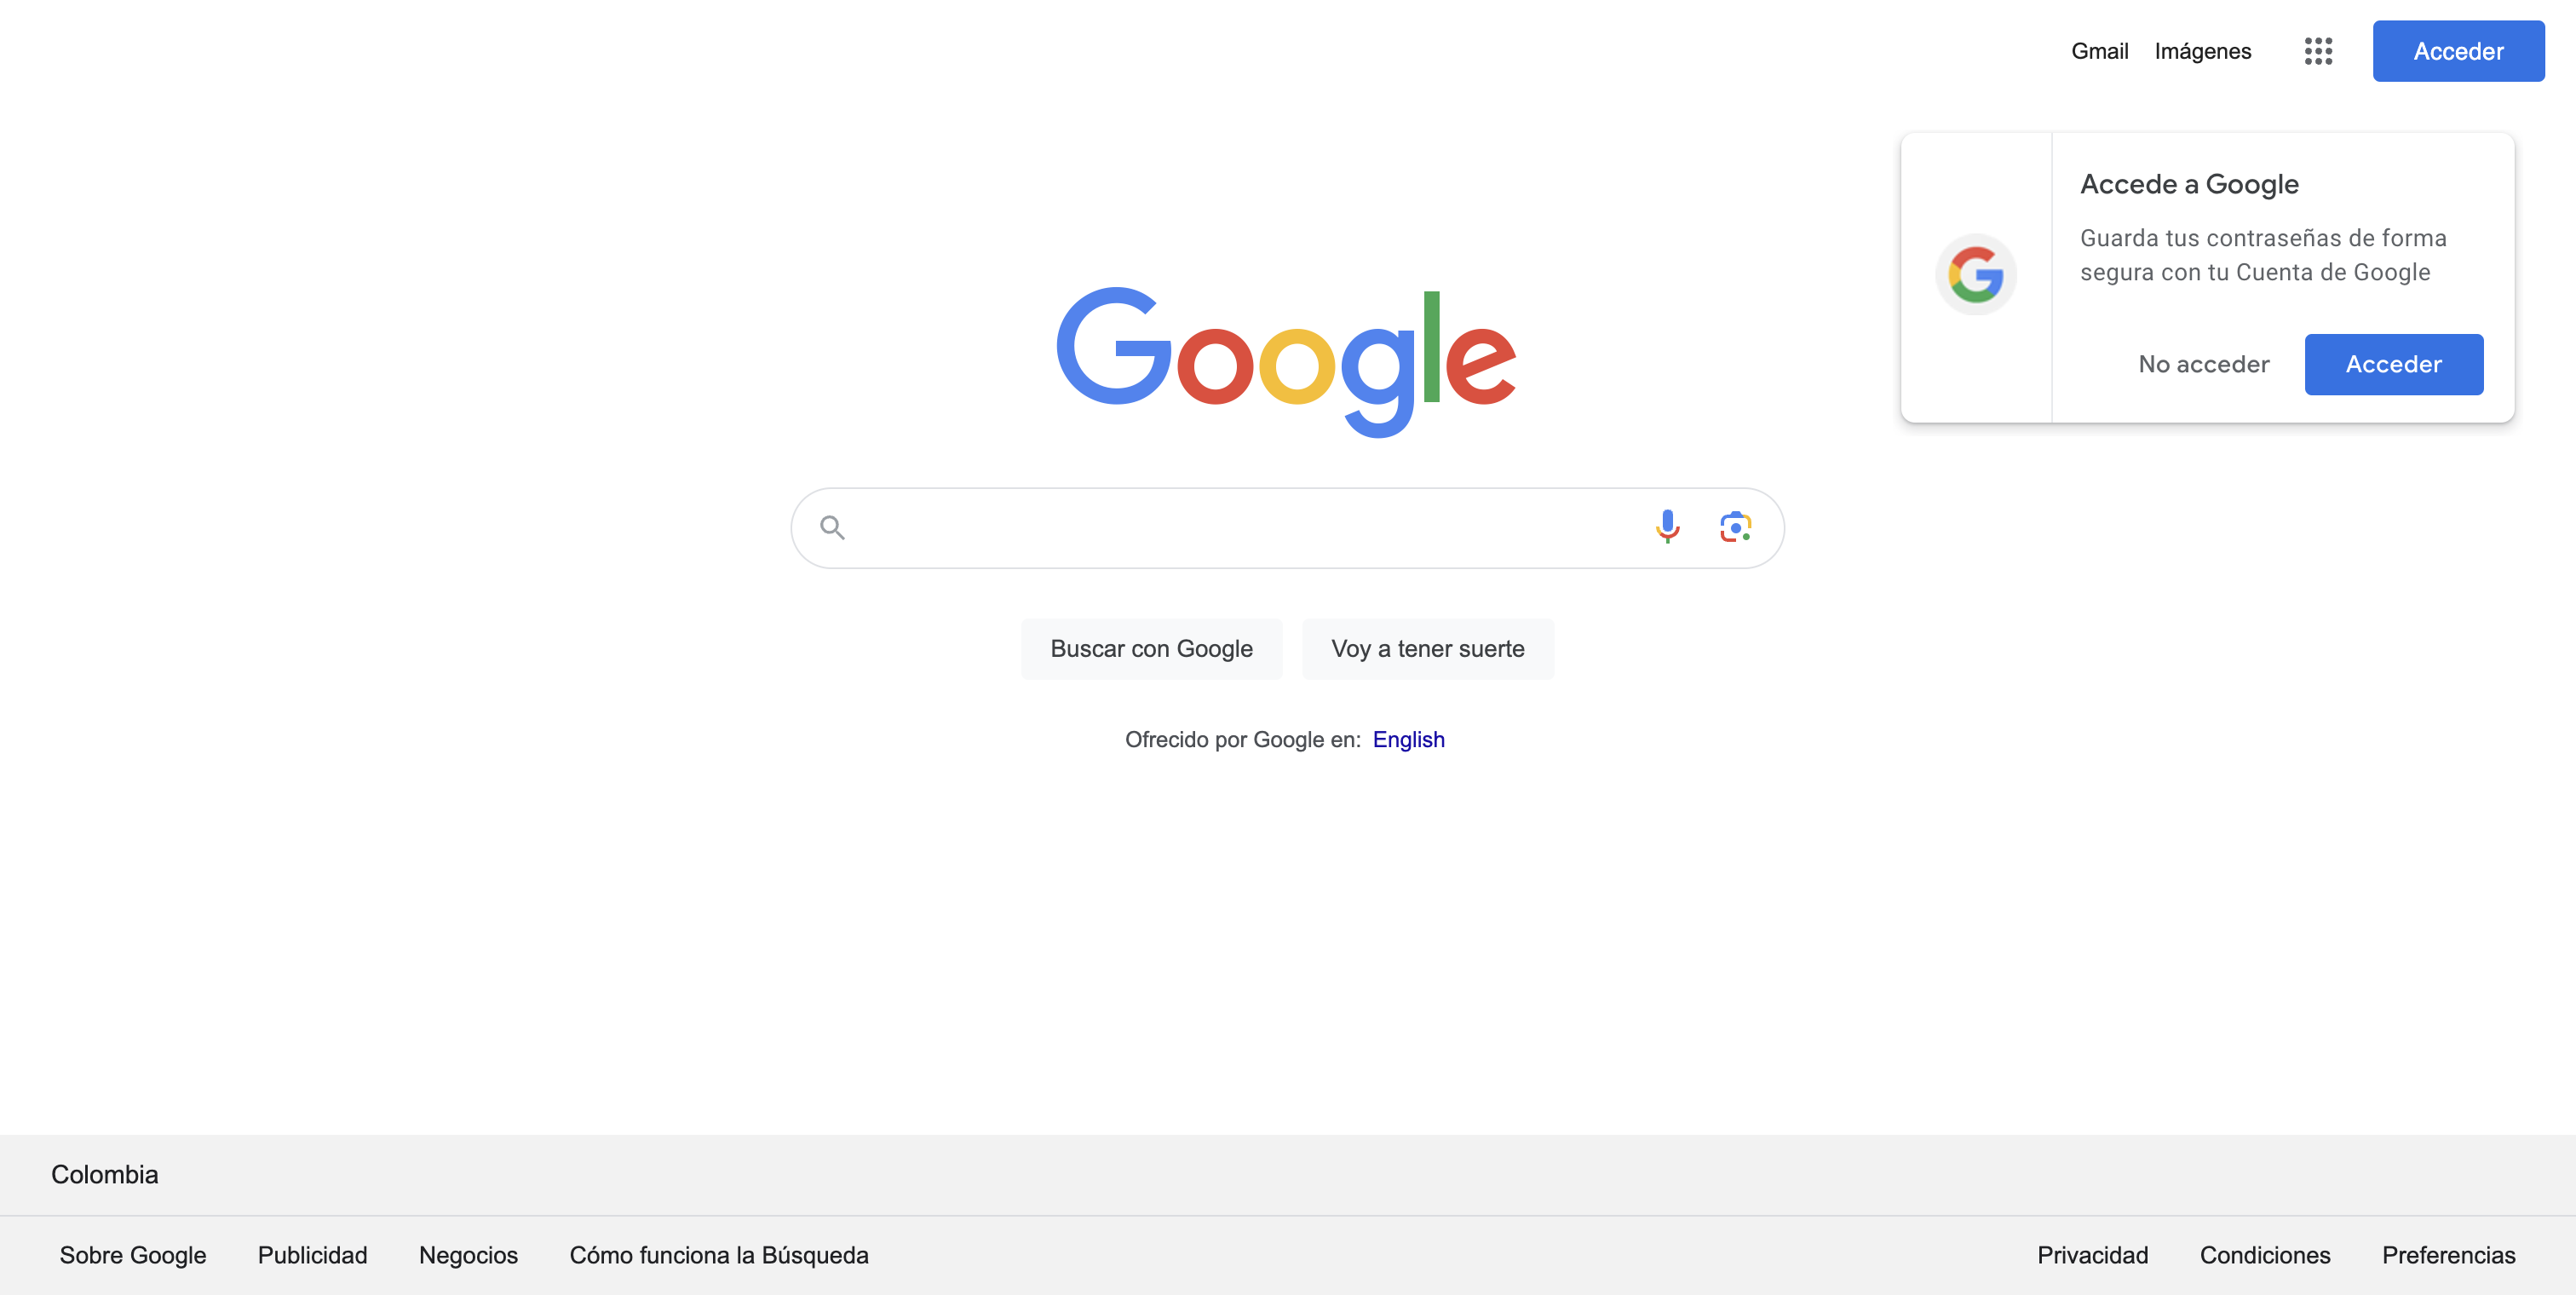 Gmail Imágenes Acceder
Accede a Google
Guarda tus contraseñas de forma
segura con tu Cuenta de Google
No acceder Acceder
Google
Buscar con Google Voy a tener suerte
Ofrecido por Google en: English
Colombia
Sobre Google Publicidad Negocios Cómo funciona la Búsqueda Privacidad Condiciones Preferencias